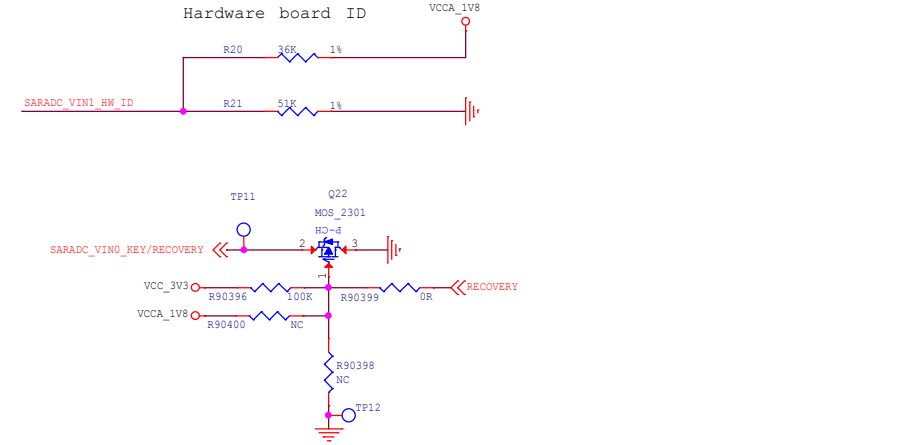 Hardware board ID
VCCA_1V8
R20 36K 1%
SARADC_VIN1_HW_ID
R21 51K 1%
TP11
Q22
MOS_2301
P-CH
SARADC_VIN0_KEY/RECOVERY
2
3
1
VCC_3V3
R90396 100K
R90399 0R
RECOVERY
VCCA_1V8
R90400 NC
R90398
NC
TP12